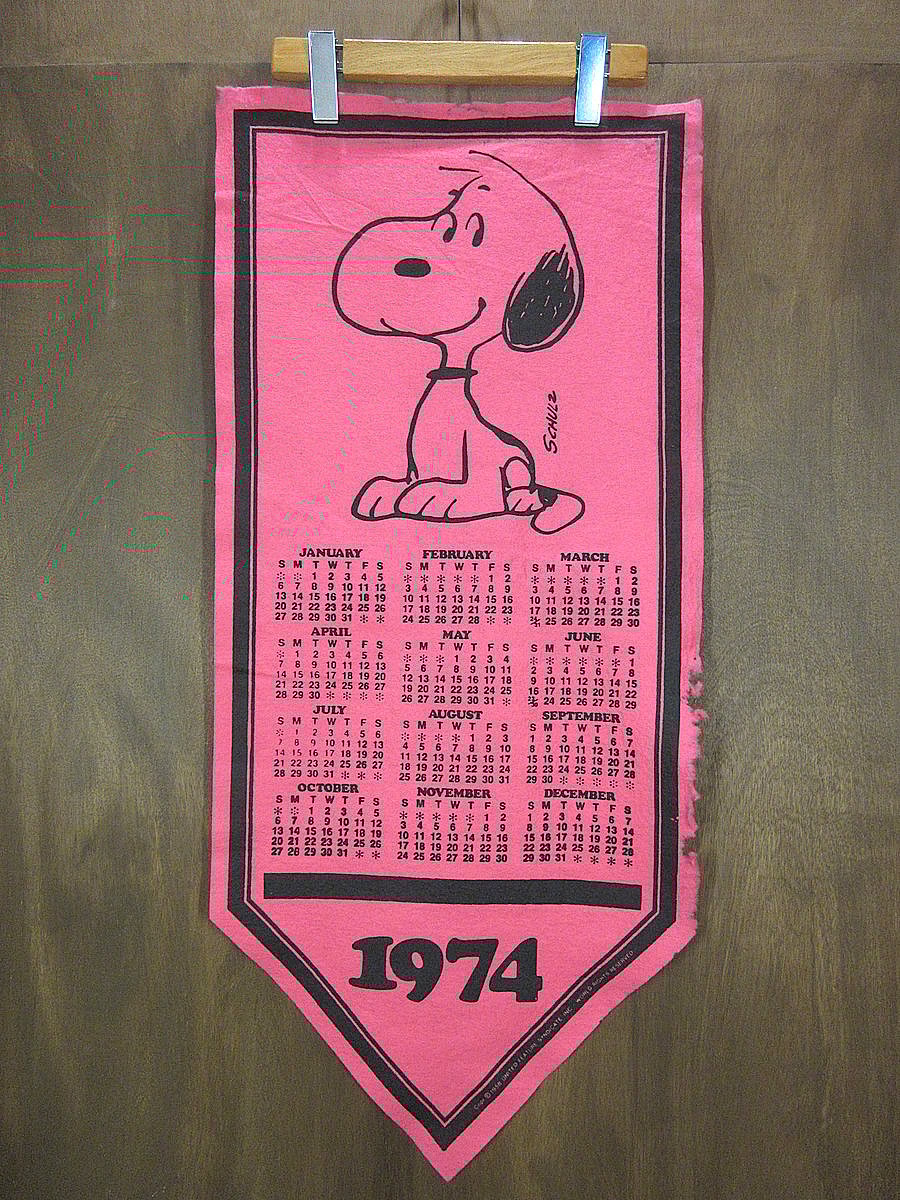 SCHULZ
JANUARY
S M T W T F S
* * 1 2 3 4 5
6 7 8 9 10 11 12
13 14 15 16 17 18 19
20 21 22 23 24 25 26
27 28 29 30 31 * *
FEBRUARY
S M T W T F S
* * * * * 1 2
3 4 5 6 7 8 9
10 11 12 13 14 15 16
17 18 19 20 21 22 23
24 25 26 27 28 * *
MARCH
S M T W T F S
* * * * * 1 2
3 4 5 6 7 8 9
10 11 12 13 14 15 16
17 18 19 20 21 22 23
24/31 25 26 27 28 29 30
APRIL
S M T W T F S
* 1 2 3 4 5 6
7 8 9 10 11 12 13
14 15 16 17 18 19 20
21 22 23 24 25 26 27
28 29 30 * * * *
MAY
S M T W T F S
* * * 1 2 3 4
5 6 7 8 9 10 11
12 13 14 15 16 17 18
19 20 21 22 23 24 25
26 27 28 29 30 31 *
JUNE
S M T W T F S
* * * * * * 1
2 3 4 5 6 7 8
9 10 11 12 13 14 15
16 17 18 19 20 21 22
23/30 24 25 26 27 28 29
JULY
S M T W T F S
* 1 2 3 4 5 6
7 8 9 10 11 12 13
14 15 16 17 18 19 20
21 22 23 24 25 26 27
28 29 30 31 * * *
AUGUST
S M T W T F S
* * * * 1 2 3
4 5 6 7 8 9 10
11 12 13 14 15 16 17
18 19 20 21 22 23 24
25 26 27 28 29 30 31
SEPTEMBER
S M T W T F S
1 2 3 4 5 6 7
8 9 10 11 12 13 14
15 16 17 18 19 20 21
22 23 24 25 26 27 28
29 30 * * * * *
OCTOBER
S M T W T F S
* * 1 2 3 4 5
6 7 8 9 10 11 12
13 14 15 16 17 18 19
20 21 22 23 24 25 26
27 28 29 30 31 * *
NOVEMBER
S M T W T F S
* * * * * 1 2
3 4 5 6 7 8 9
10 11 12 13 14 15 16
17 18 19 20 21 22 23
24 25 26 27 28 29 30
DECEMBER
S M T W T F S
1 2 3 4 5 6 7
8 9 10 11 12 13 14
15 16 17 18 19 20 21
22 23 24 25 26 27 28
29 30 31 * * * *
1974
Copr. © 1958 UNITED FEATURE SYNDICATE, INC. WORLD RIGHTS RESERVED